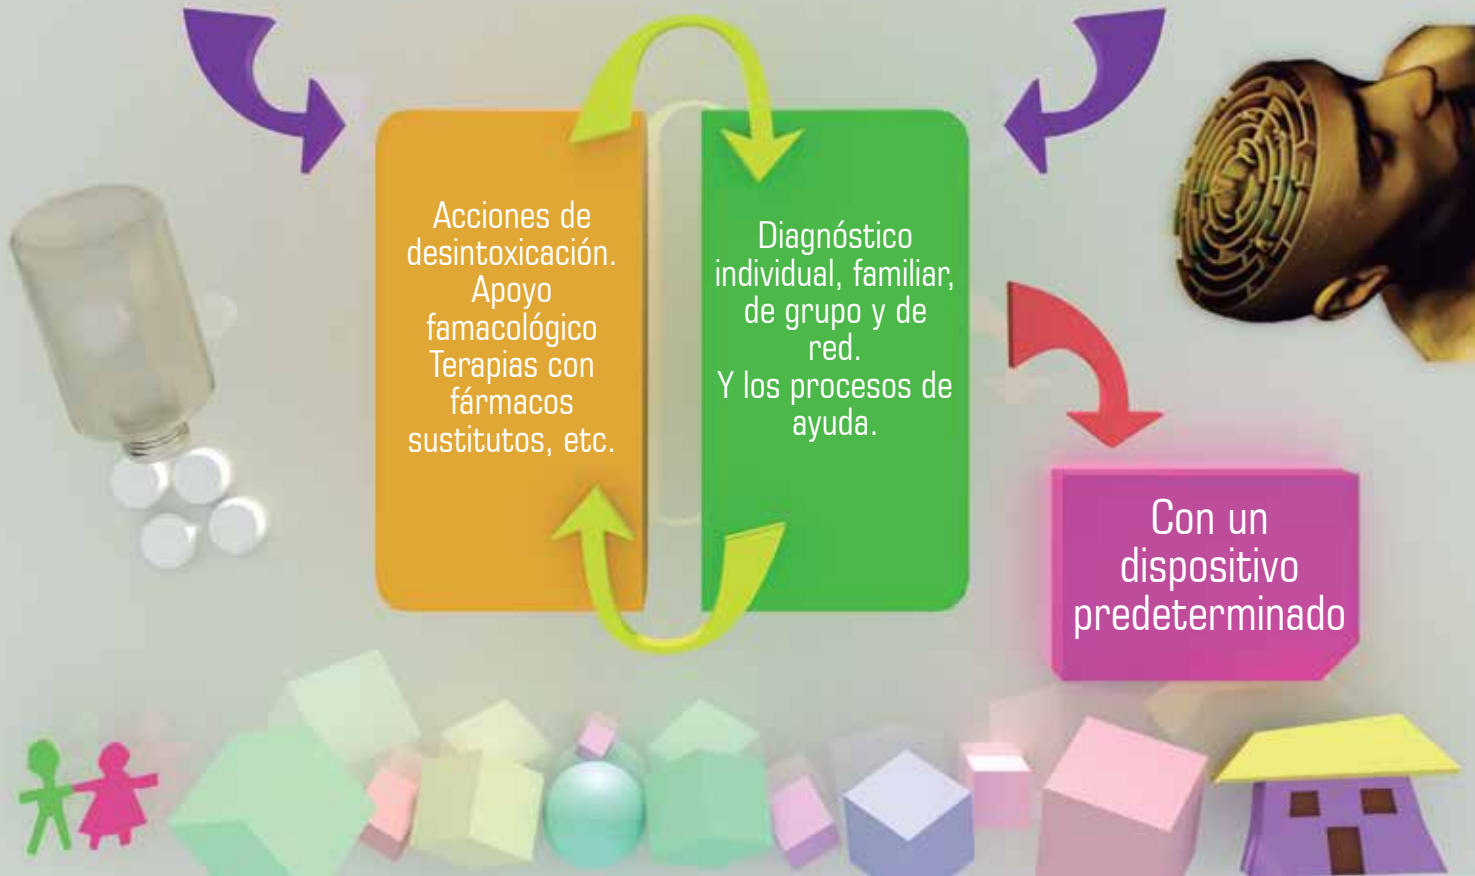 Acciones de
desintoxicación.
Apoyo
famacológico
Terapias con
fármacos
sustitutos, etc.
Diagnóstico
individual, familiar,
de grupo y de
red.
Y los procesos de
ayuda.
Con un
dispositivo
predeterminado